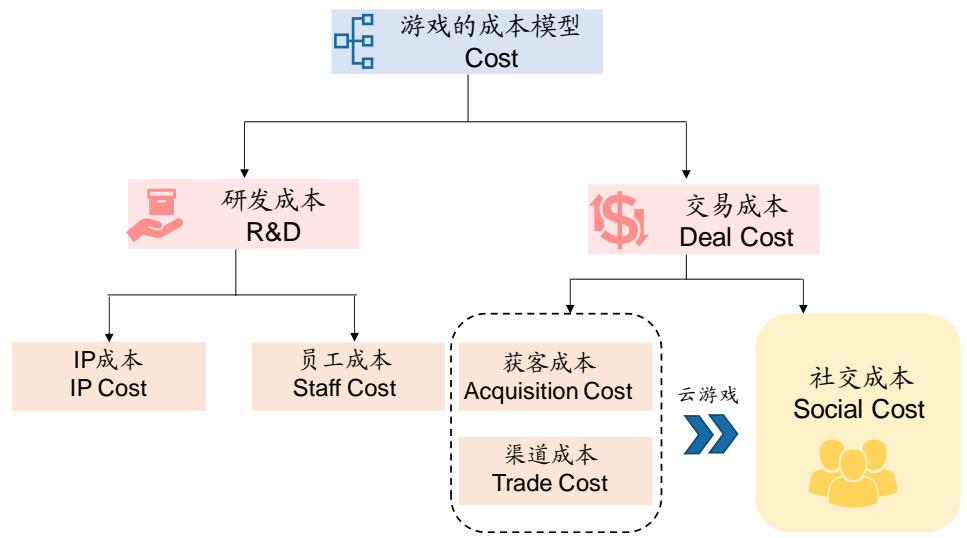 游戏的成本模型
Cost
研发成本
R&D
交易成本
Deal Cost
IP成本
IP Cost
员工成本
Staff Cost
获客成本
Acquisition Cost
渠道成本
Trade Cost
云游戏
社交成本
Social Cost